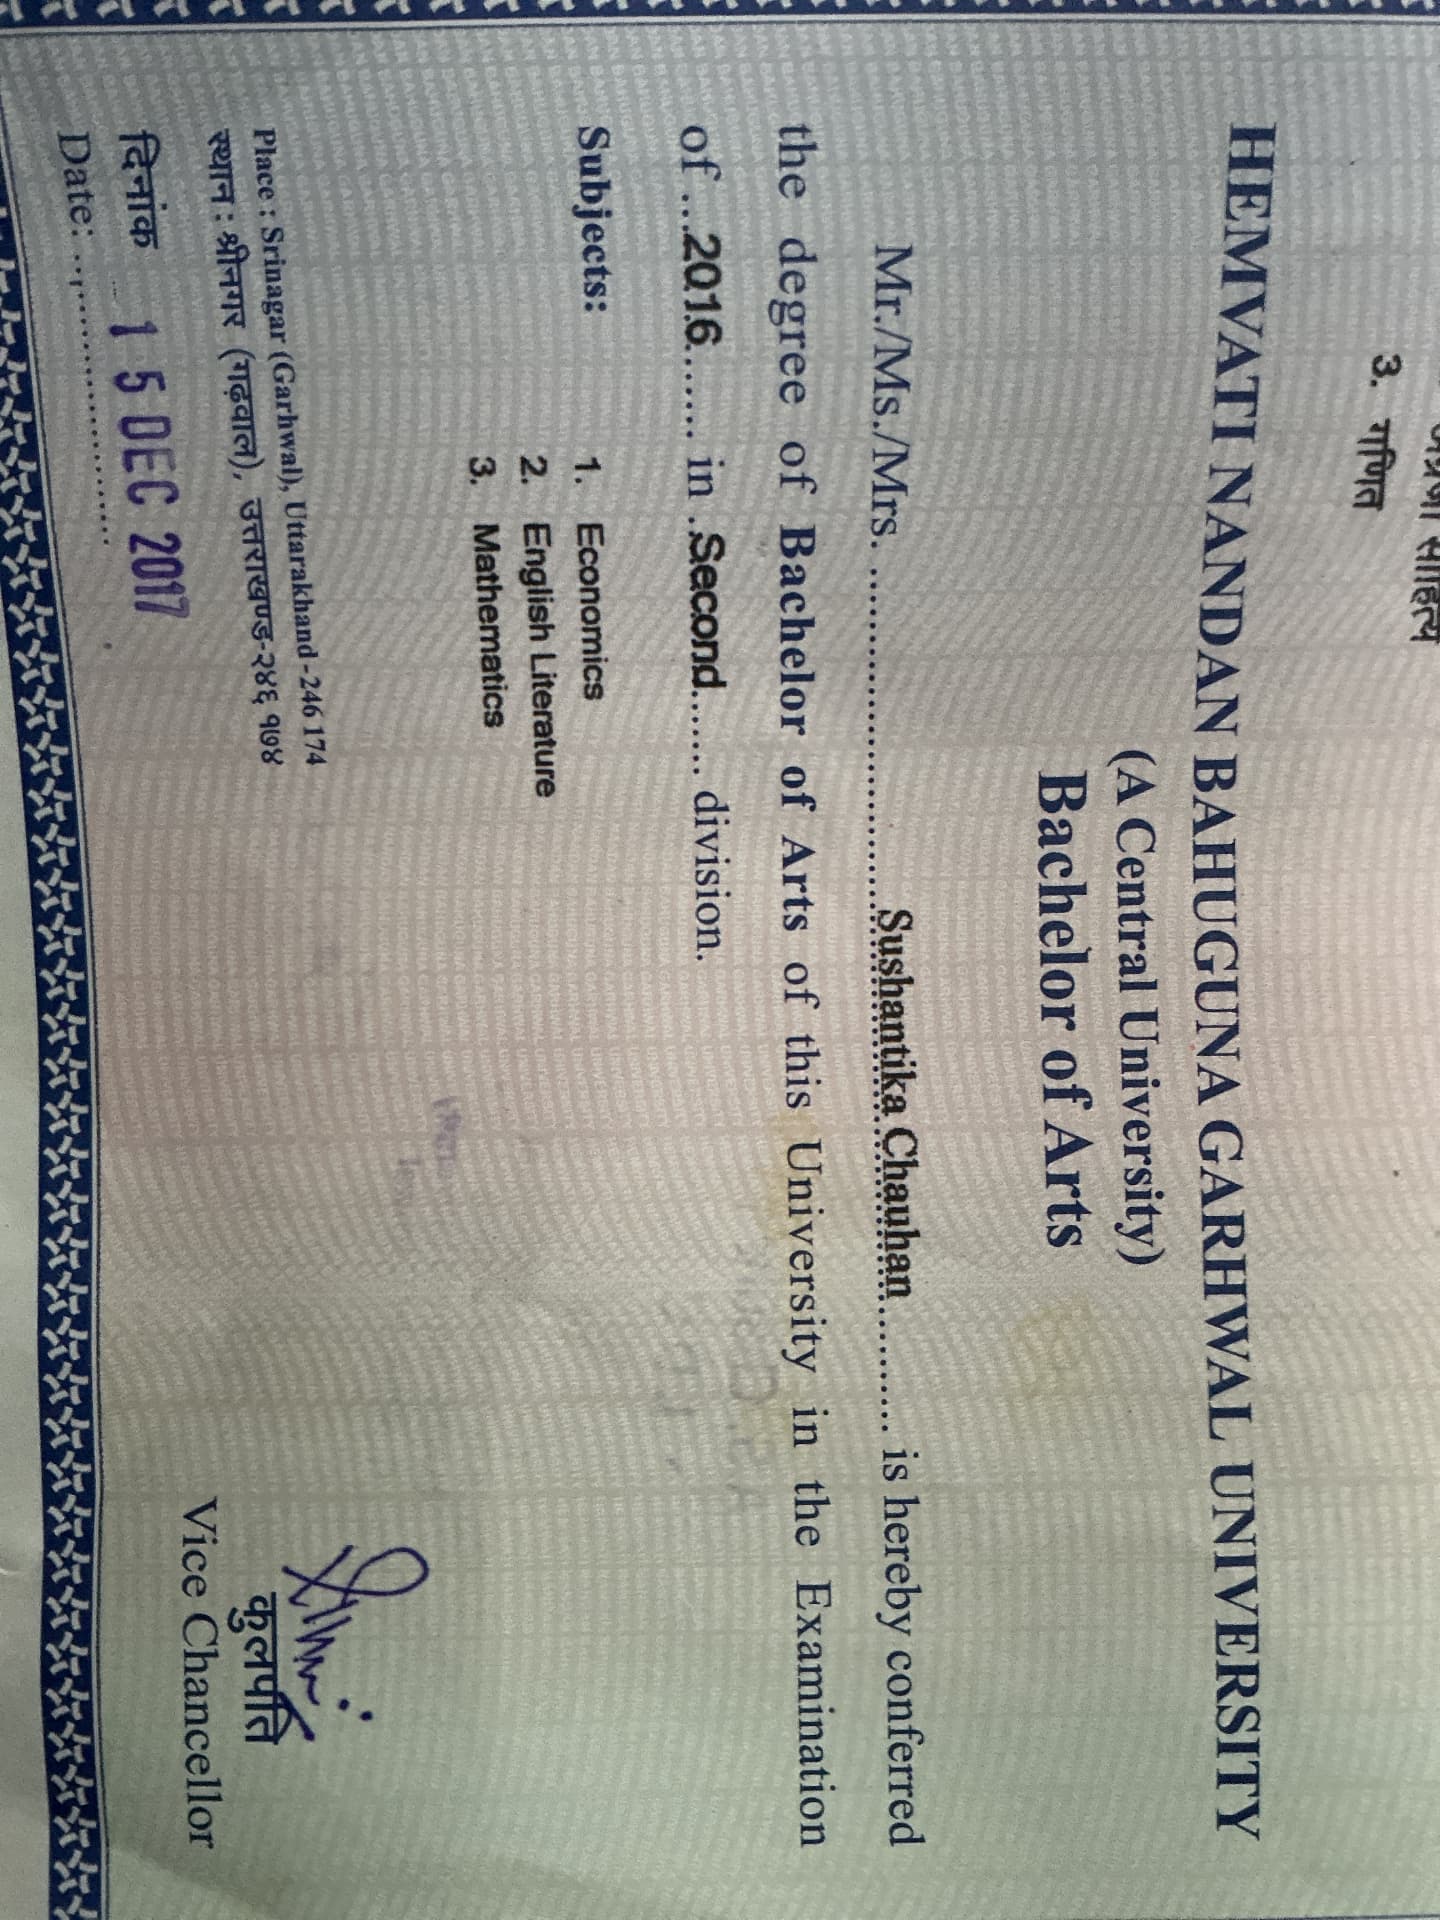 साहित्य
3. गणित
HEMVATI NANDAN BAHUGUNA GARHWAL UNIVERSITY
(A Central University)
Bachelor of Arts
Mr./Ms./Mrs. ........................................Sushantika Chauhan............ is hereby conferred
the degree of Bachelor of Arts of this University in the Examination
of ....2016....... in ..Second....... division.
Subjects: 1. Economics
2. English Literature
3. Mathematics
Place : Srinagar (Garhwal), Uttarakhand - 246 174
स्थान : श्रीनगर (गढ़वाल), उत्तराखण्ड-२४६ १७४
दिनांक 15 DEC 2017
Date: ..............................
कुलपति
Vice Chancellor